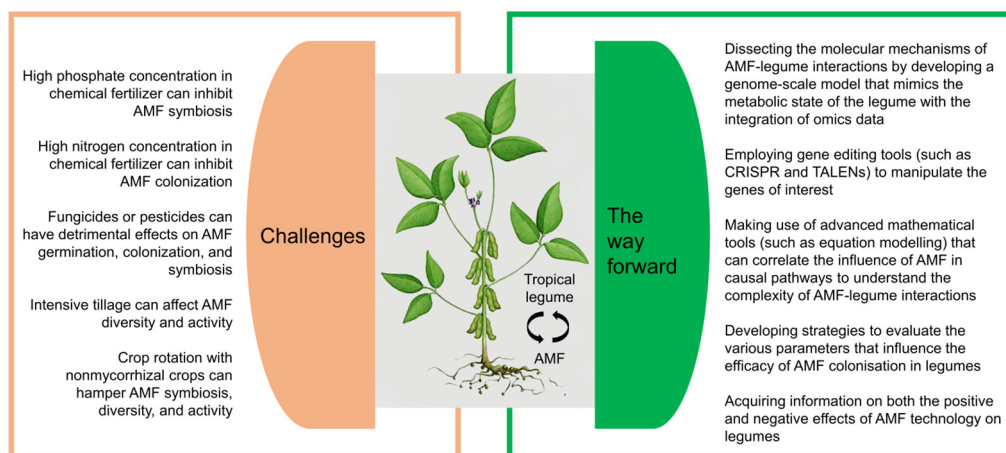 High phosphate concentration in
chemical fertilizer can inhibit
AMF symbiosis
High nitrogen concentration in
chemical fertilizer can inhibit
AMF colonization
Fungicides or pesticides can
have detrimental effects on AMF
germination, colonization, and
symbiosis
Intensive tillage can affect AMF
diversity and activity
Crop rotation with
nonmycorrhizal crops can
hamper AMF symbiosis,
diversity, and activity
Challenges
Tropical
legume
AMF
The
way
forward
Dissecting the molecular mechanisms of
AMF-legume interactions by developing a
genome-scale model that mimics the
metabolic state of the legume with the
integration of omics data
Employing gene editing tools (such as
CRISPR and TALENs) to manipulate the
genes of interest
Making use of advanced mathematical
tools (such as equation modelling) that
can correlate the influence of AMF in
causal pathways to understand the
complexity of AMF-legume interactions
Developing strategies to evaluate the
various parameters that influence the
efficacy of AMF colonisation in legumes
Acquiring information on both the positive
and negative effects of AMF technology on
legumes